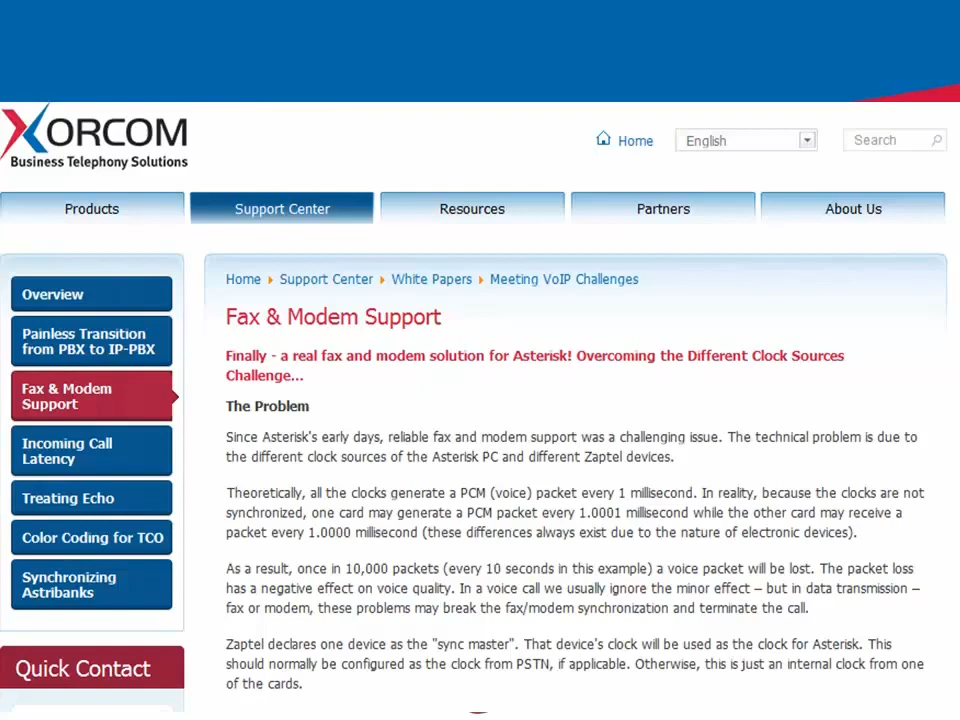 XORCOM
Business Telephony Solutions
Home
English
Search
Products
Support Center
Resources
Partners
About Us
Overview
Painless Transition
from PBX to IP-PBX
Fax & Modem
Support
Incoming Call
Latency
Treating Echo
Color Coding for TCO
Synchronizing
Astribanks
Quick Contact
Home Support Center White Papers Meeting VoIP Challenges
Fax & Modem Support
Finally - a real fax and modem solution for Asterisk! Overcoming the Different Clock Sources
Challenge...
The Problem
Since Asterisk's early days, reliable fax and modem support was a challenging issue. The technical problem is due to
the different clock sources of the Asterisk PC and different Zaptel devices.
Theoretically, all the clocks generate a PCM (voice) packet every 1 millisecond. In reality, because the clocks are not
synchronized, one card may generate a PCM packet every 1.0001 millisecond while the other card may receive a
packet every 1.0000 millisecond (these differences always exist due to the nature of electronic devices).
As a result, once in 10,000 packets (every 10 seconds in this example) a voice packet will be lost. The packet loss
has a negative effect on voice quality. In a voice call we usually ignore the minor effect – but in data transmission –
fax or modem, these problems may break the fax/modem synchronization and terminate the call.
Zaptel declares one device as the "sync master". That device's clock will be used as the clock for Asterisk. This
should normally be configured as the clock from PSTN, if applicable. Otherwise, this is just an internal clock from one
of the cards.